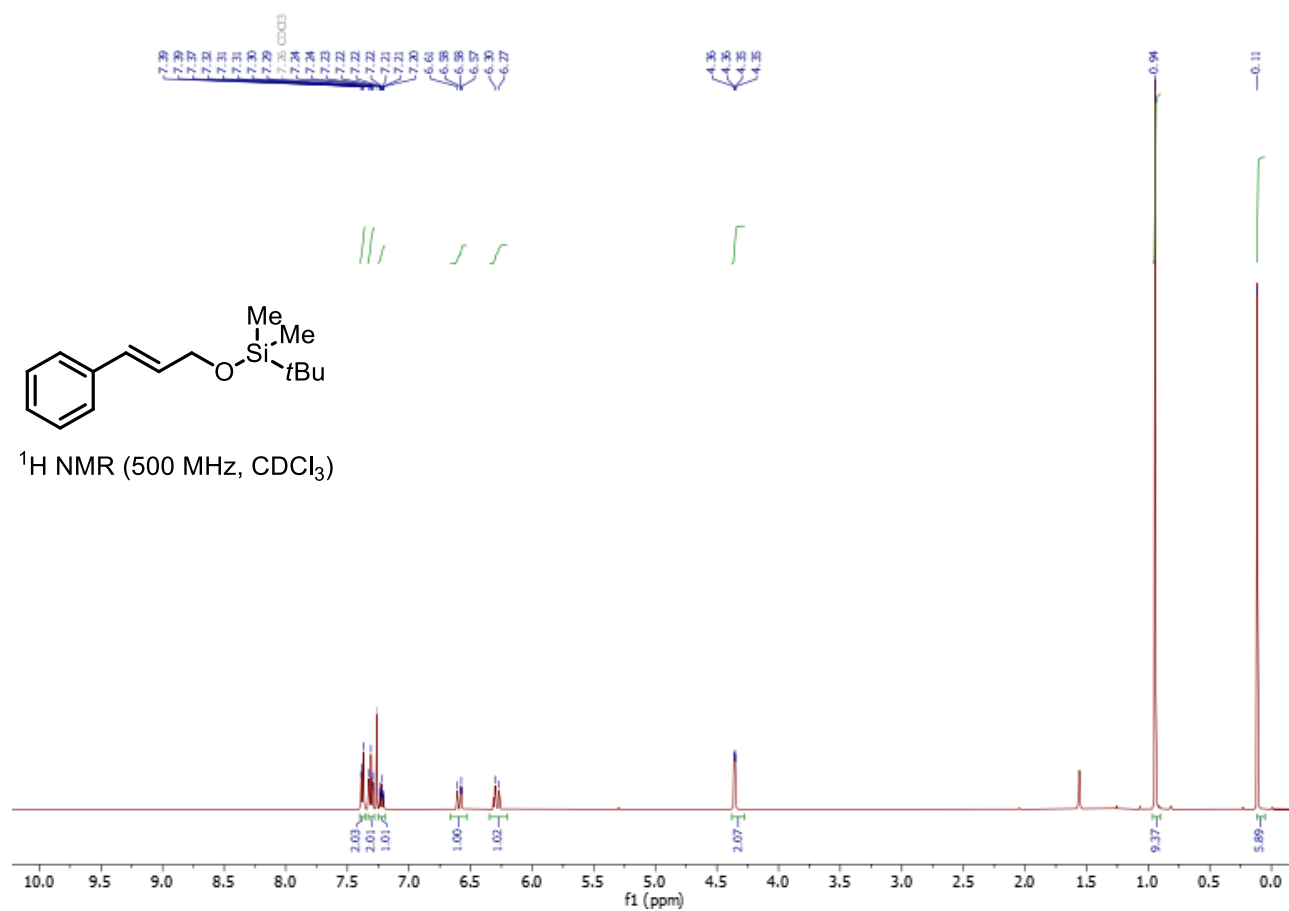 7.39 7.39 7.37 7.32 7.31 7.31 7.30 7.29 7.26 CDCl3 7.24 7.24 7.23 7.22 7.22 7.22 7.21 7.21 7.20 6.61 6.58 6.58 6.57 6.30 6.27
4.36 4.36 4.35 4.35
0.94
0.11
Me
Me
Si
O
tBu
¹H NMR (500 MHz, CDCl₃)
2.03 2.01 1.01 1.00 1.02 2.07 9.37 5.89
10.0 9.5 9.0 8.5 8.0 7.5 7.0 6.5 6.0 5.5 5.0 4.5 4.0 3.5 3.0 2.5 2.0 1.5 1.0 0.5 0.0
f1 (ppm)